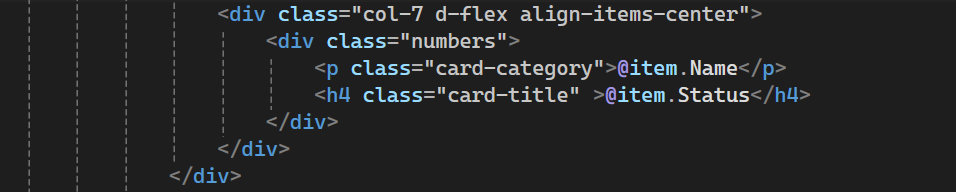 <div class="col-7 d-flex align-items-center">
<div class="numbers">
<p class="card-category">@item.Name</p>
<h4 class="card-title" >@item.Status</h4>
</div>
</div>
</div>